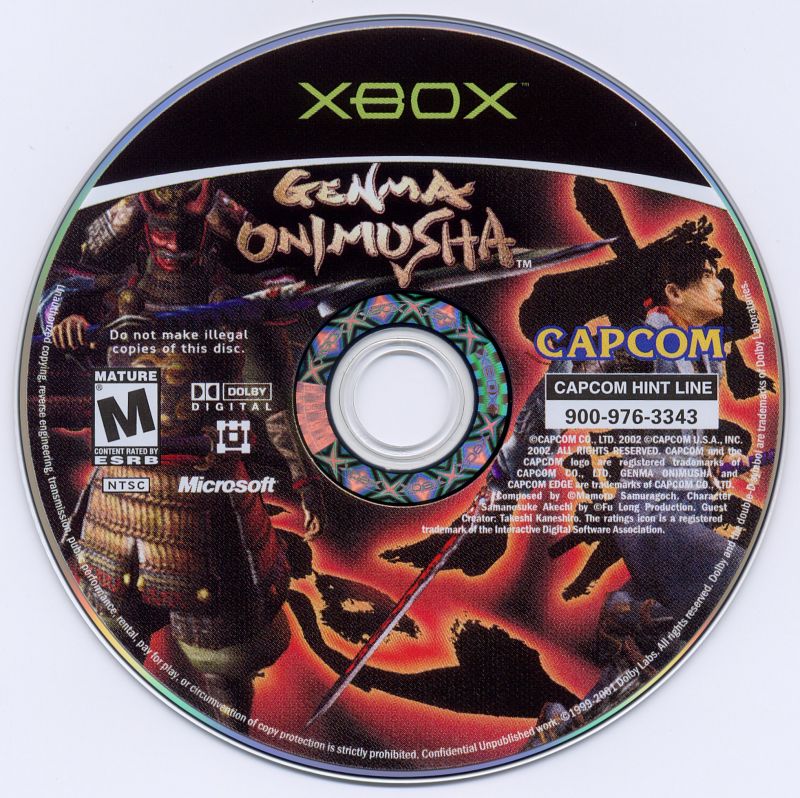 XBOX™
GENMA
ONIMUSHA™
Do not make illegal
copies of this disc.
MATURE
M
®
CONTENT RATED BY
ESRB
NTSC
DOLBY
DIGITAL
Microsoft®
CAPCOM®
CAPCOM HINT LINE
900-976-3343
©CAPCOM CO., LTD. 2002 ©CAPCOM U.S.A., INC.
2002. ALL RIGHTS RESERVED. CAPCOM and the
CAPCOM logo are registered trademarks of
CAPCOM CO., LTD. GENMA ONIMUSHA and
CAPCOM EDGE are trademarks of CAPCOM CO., LTD.
Composed by ©Mamoru Samuragoch. Character
Samanosuke Akechi by ©Fu Long Production. Guest
Creator: Takeshi Kaneshiro. The ratings icon is a registered
trademark of the Interactive Digital Software Association.
Unauthorized copying, reverse engineering, transmission, public performance, rental, pay for play, or circumvention of copy protection is strictly prohibited. Confidential Unpublished work. ©1999-2001 Dolby Labs. All rights reserved. Dolby and the double-D symbol are trademarks of Dolby Laboratories.